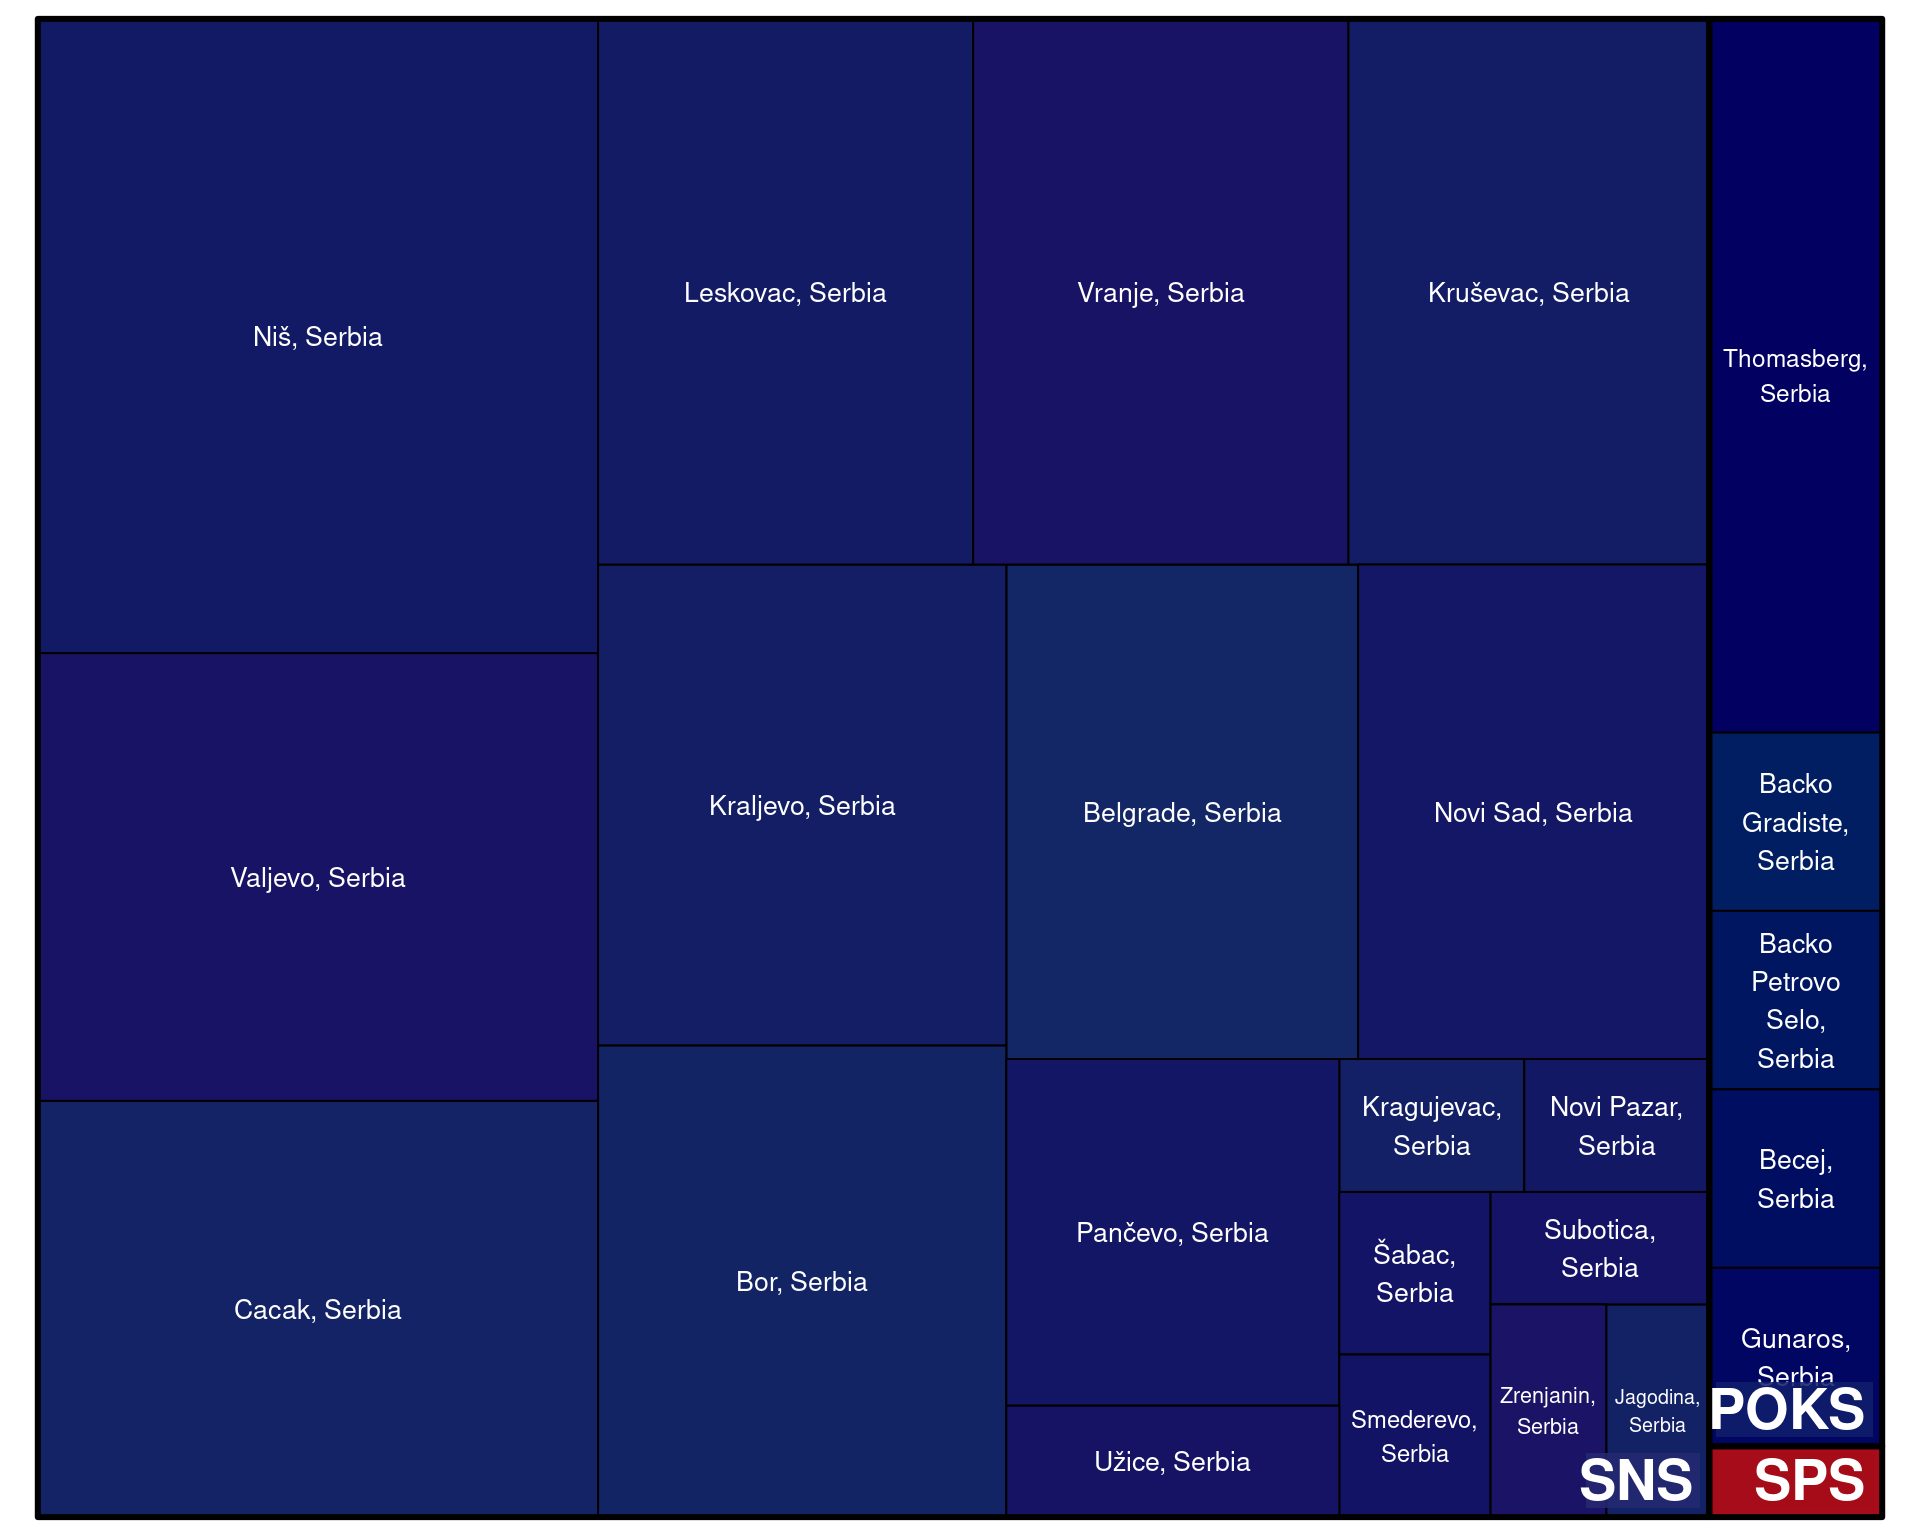 Niš, Serbia
Leskovac, Serbia
Vranje, Serbia
Kruševac, Serbia
Thomasberg,
Serbia
Valjevo, Serbia
Kraljevo, Serbia
Belgrade, Serbia
Novi Sad, Serbia
Backo
Gradiste,
Serbia
Backo
Petrovo
Selo,
Serbia
Cacak, Serbia
Bor, Serbia
Pančevo, Serbia
Užice, Serbia
Kragujevac,
Serbia
Novi Pazar,
Serbia
Šabac,
Serbia
Subotica,
Serbia
Smederevo,
Serbia
Zrenjanin,
Serbia
Jagodina,
Serbia
Becej,
Serbia
Gunaros,
Serbia
POKS
SNS
SPS